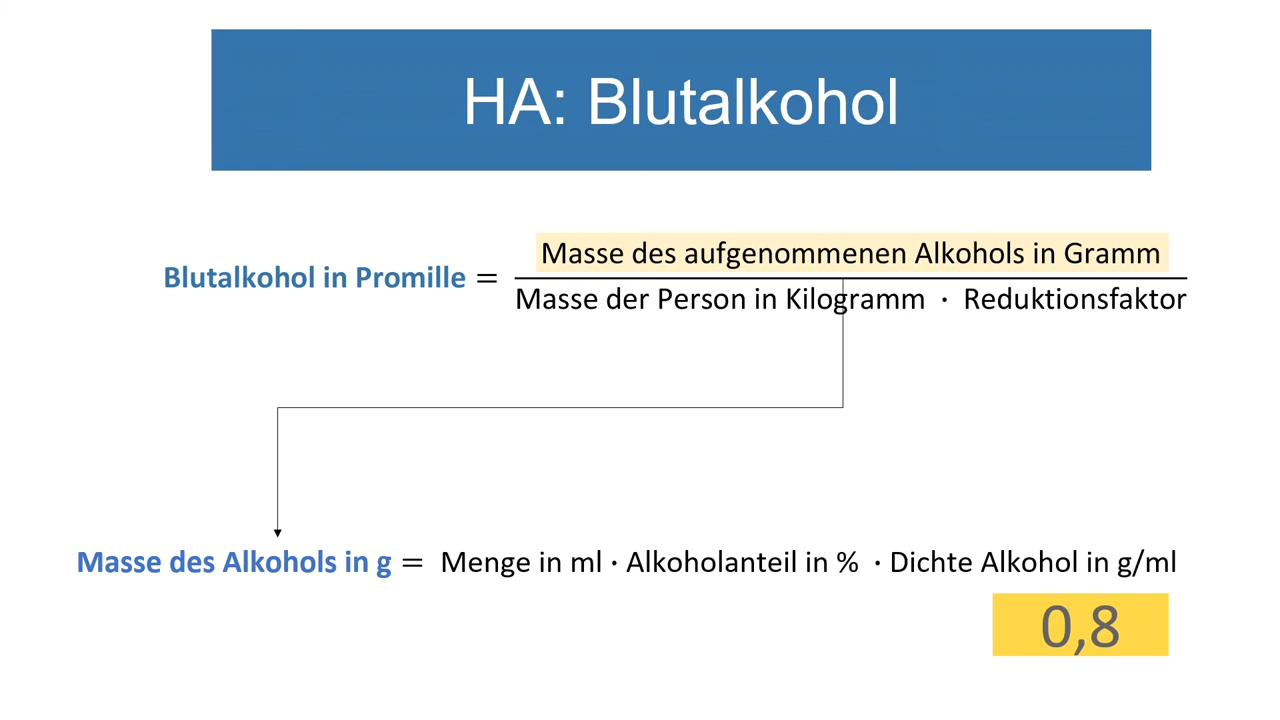 HA: Blutalkohol
Masse des aufgenommenen Alkohols in Gramm
Blutalkohol in Promille =
Masse der Person in Kilogramm · Reduktionsfaktor
Masse des Alkohols in g = Menge in ml · Alkoholanteil in % · Dichte Alkohol in g/ml
0,8